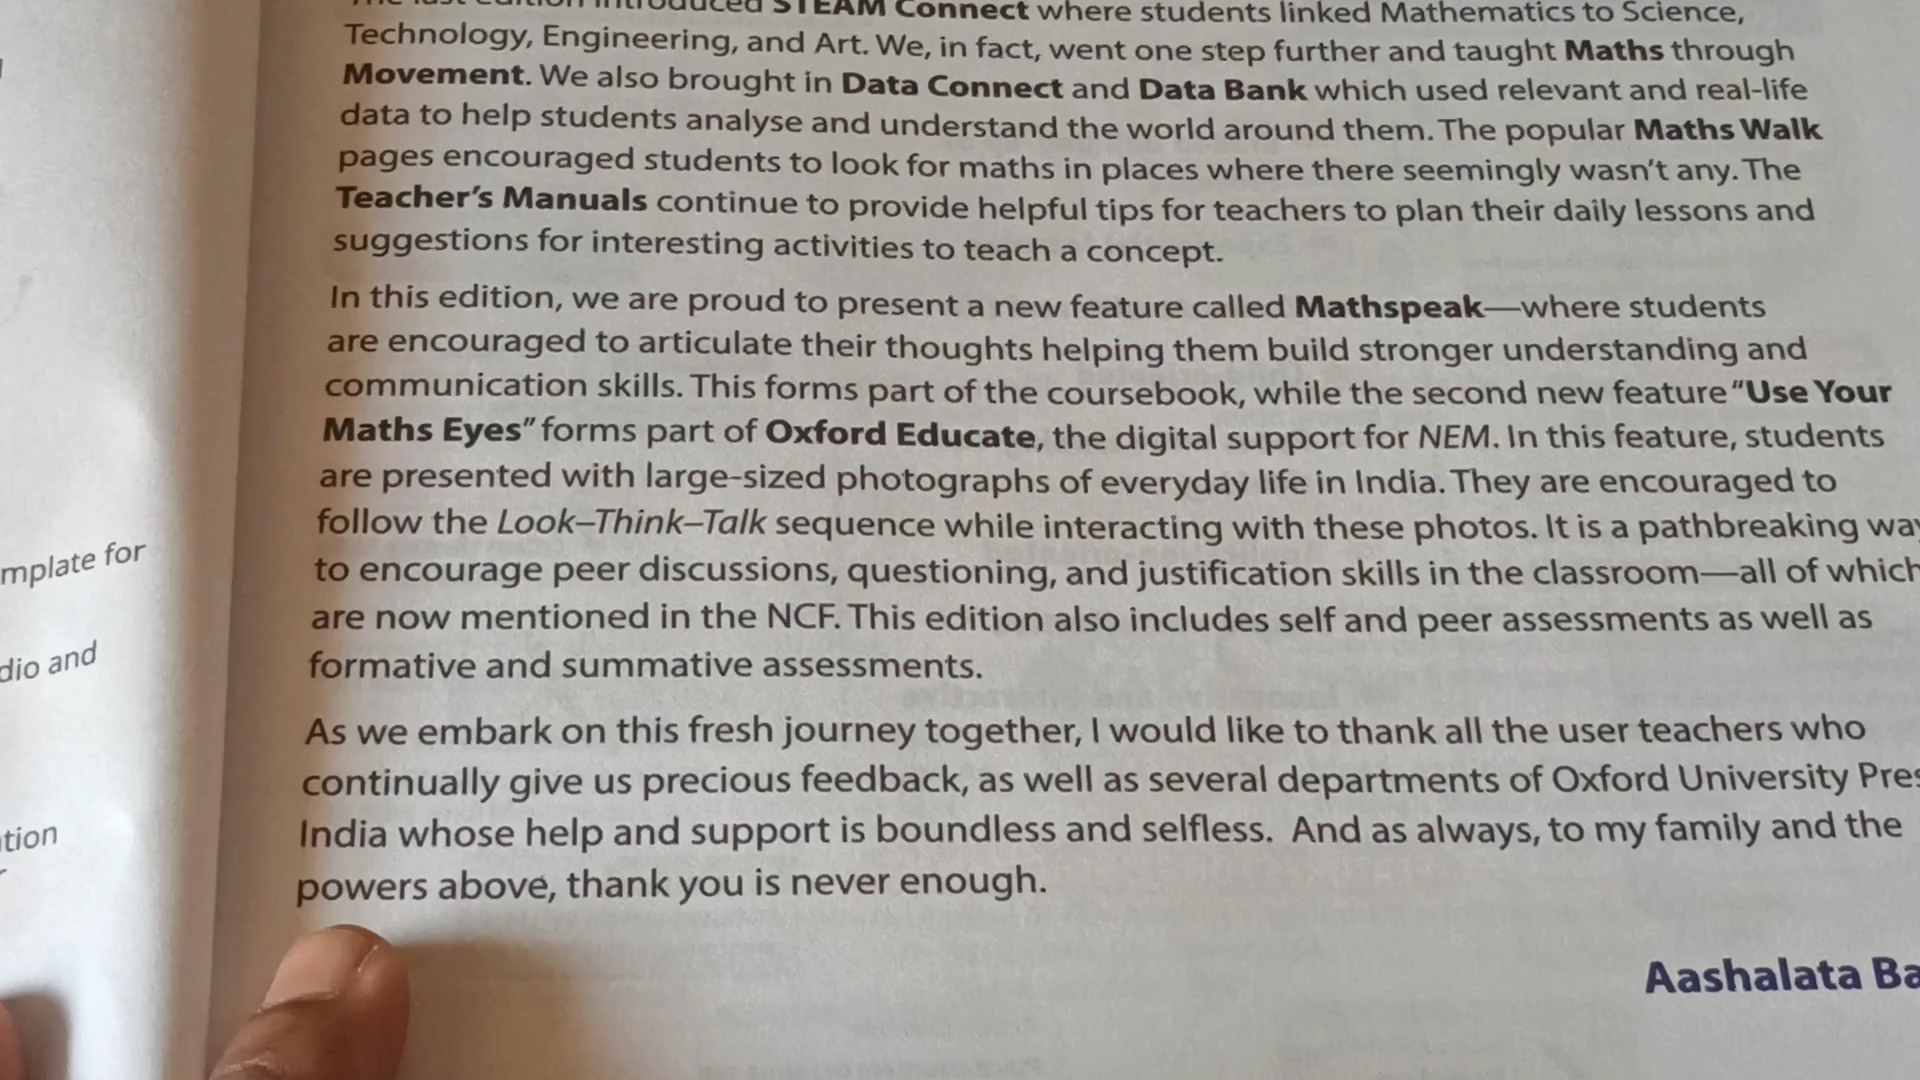 The last edition introduced STEAM Connect where students linked Mathematics to Science,
Technology, Engineering, and Art. We, in fact, went one step further and taught Maths through
Movement. We also brought in Data Connect and Data Bank which used relevant and real-life
data to help students analyse and understand the world around them. The popular Maths Walk
pages encouraged students to look for maths in places where there seemingly wasn't any. The
Teacher's Manuals continue to provide helpful tips for teachers to plan their daily lessons and
suggestions for interesting activities to teach a concept.
In this edition, we are proud to present a new feature called Mathspeak—where students
are encouraged to articulate their thoughts helping them build stronger understanding and
communication skills. This forms part of the coursebook, while the second new feature "Use Your
Maths Eyes" forms part of Oxford Educate, the digital support for NEM. In this feature, students
are presented with large-sized photographs of everyday life in India. They are encouraged to
follow the Look–Think–Talk sequence while interacting with these photos. It is a pathbreaking way
to encourage peer discussions, questioning, and justification skills in the classroom—all of which
are now mentioned in the NCF. This edition also includes self and peer assessments as well as
formative and summative assessments.
As we embark on this fresh journey together, I would like to thank all the user teachers who
continually give us precious feedback, as well as several departments of Oxford University Pres
India whose help and support is boundless and selfless. And as always, to my family and the
powers above, thank you is never enough.
Aashalata Ba
mplate for
dio and
tion